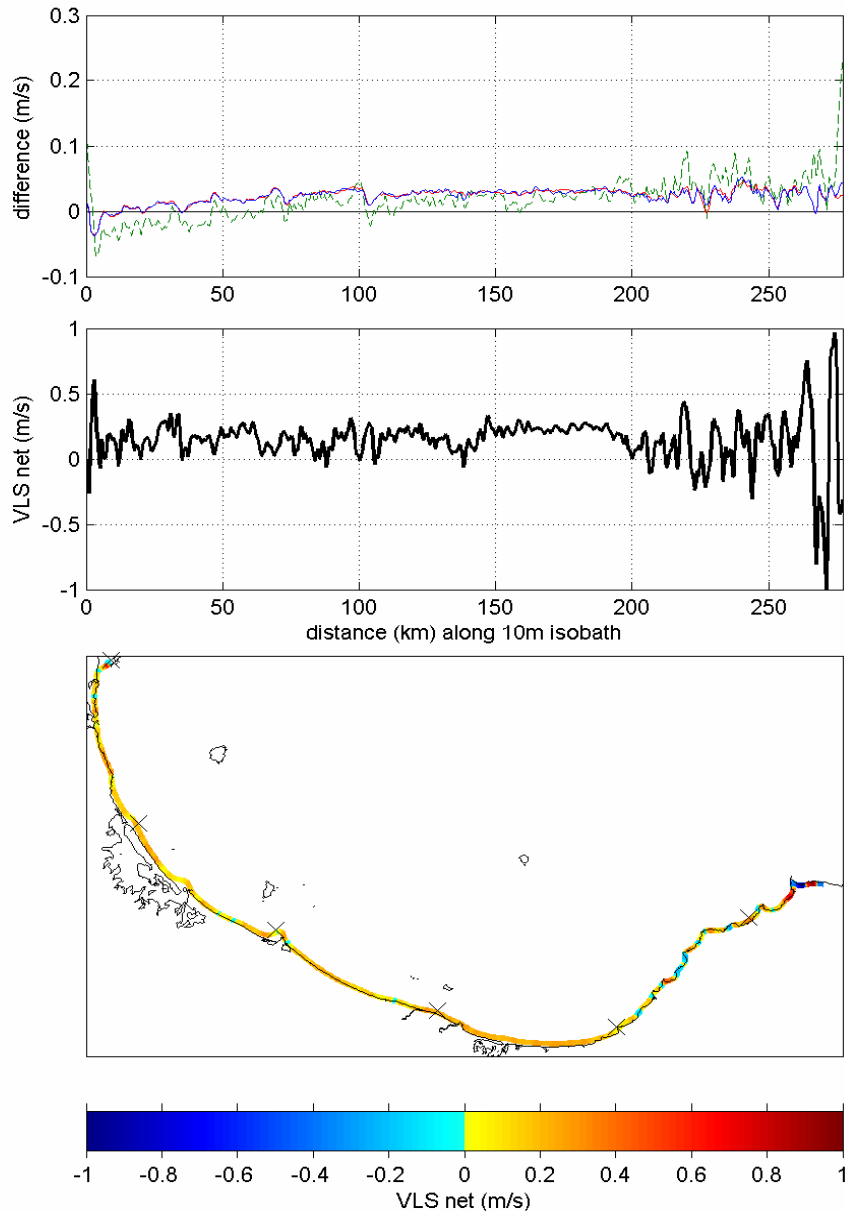 0.3
0.2
0.1
0
-0.1
difference (m/s)
0 50 100 150 200 250
1
0.5
0
-0.5
-1
VLS net (m/s)
0 50 100 150 200 250
distance (km) along 10m isobath
-1 -0.8 -0.6 -0.4 -0.2 0 0.2 0.4 0.6 0.8 1
VLS net (m/s)